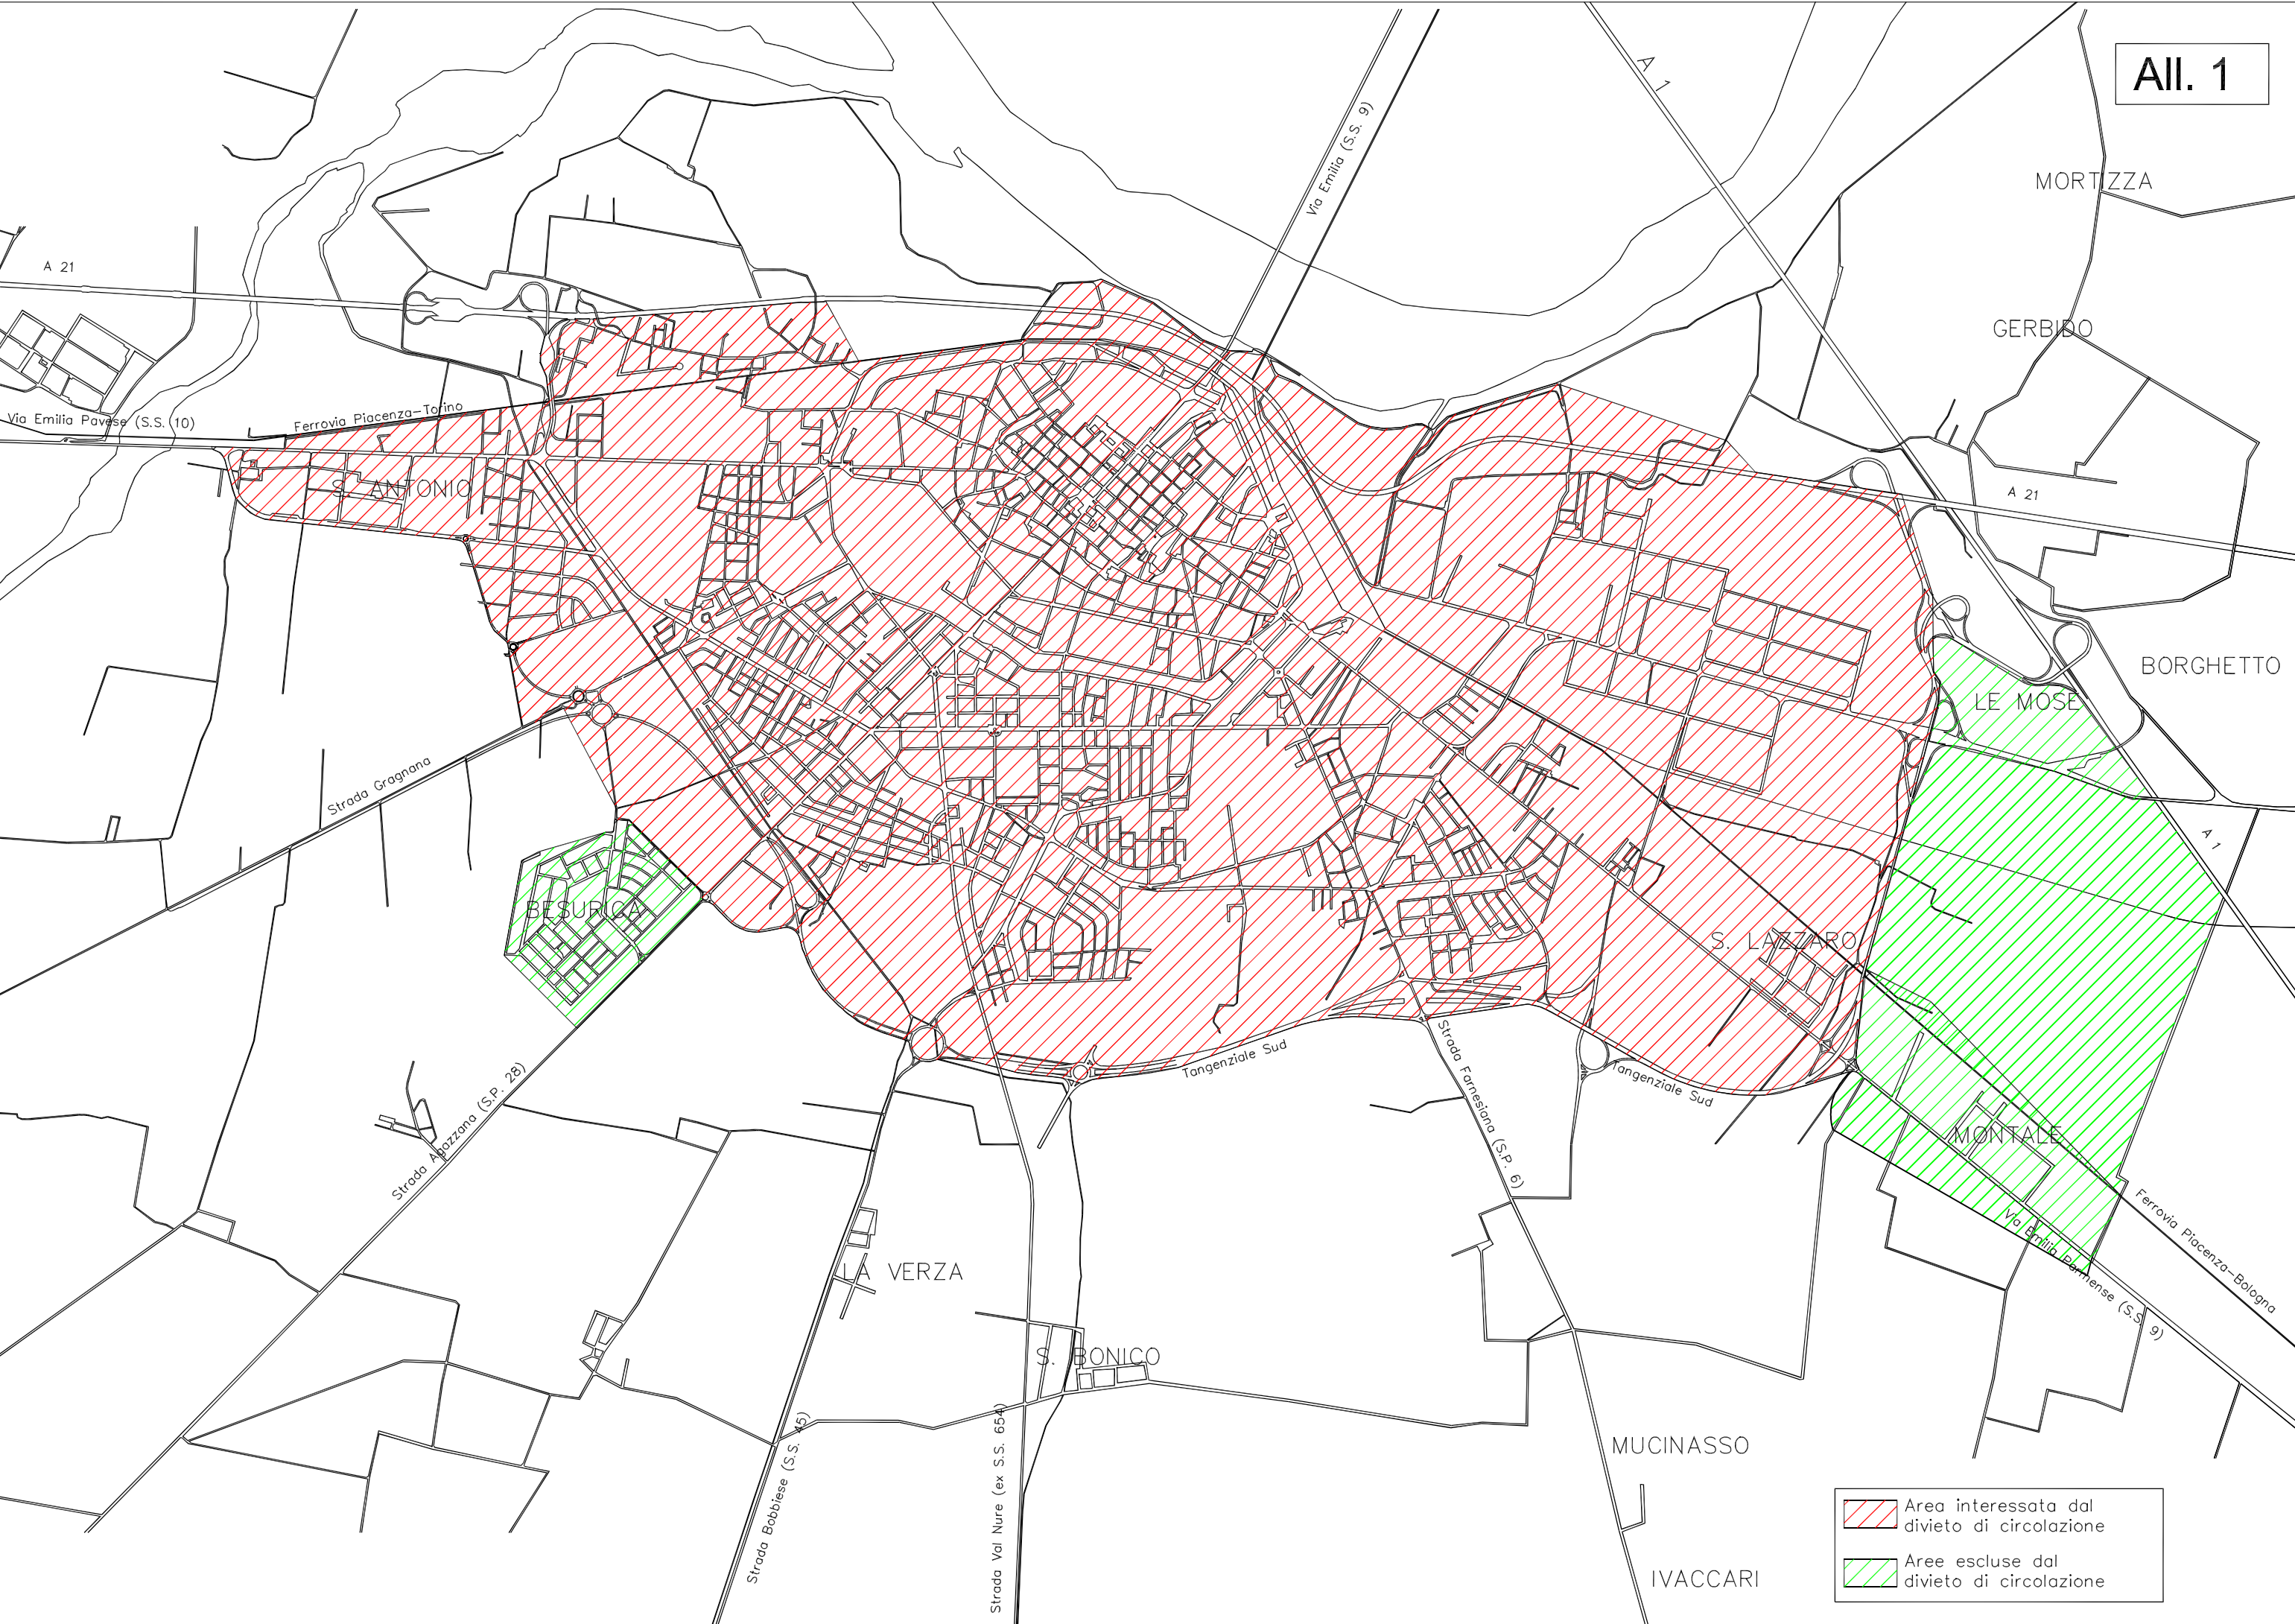 All. 1
A 1
Via Emilia (S.S. 9)
MORTIZZA
A 21
GERBIDO
Via Emilia Pavese (S.S. 10)
Ferrovia Piacenza-Torino
S. ANTONIO
A 21
BORGHETTO
LE MOSE
Strada Gragnana
A 1
BESURICA
S. LAZZARO
Tangenziale Sud
Strada Farnesiana (S.P. 6)
Tangenziale Sud
Strada Agazzana (S.P. 28)
MONTALE
Ferrovia Piacenza-Bologna
Via Emilia Parmense (S.S. 9)
LA VERZA
S. BONICO
Strada Bobbiese (S.S. 45)
Strada Val Nure (ex S.S. 654)
MUCINASSO
IVACCARI
Area interessata dal
divieto di circolazione
Aree escluse dal
divieto di circolazione